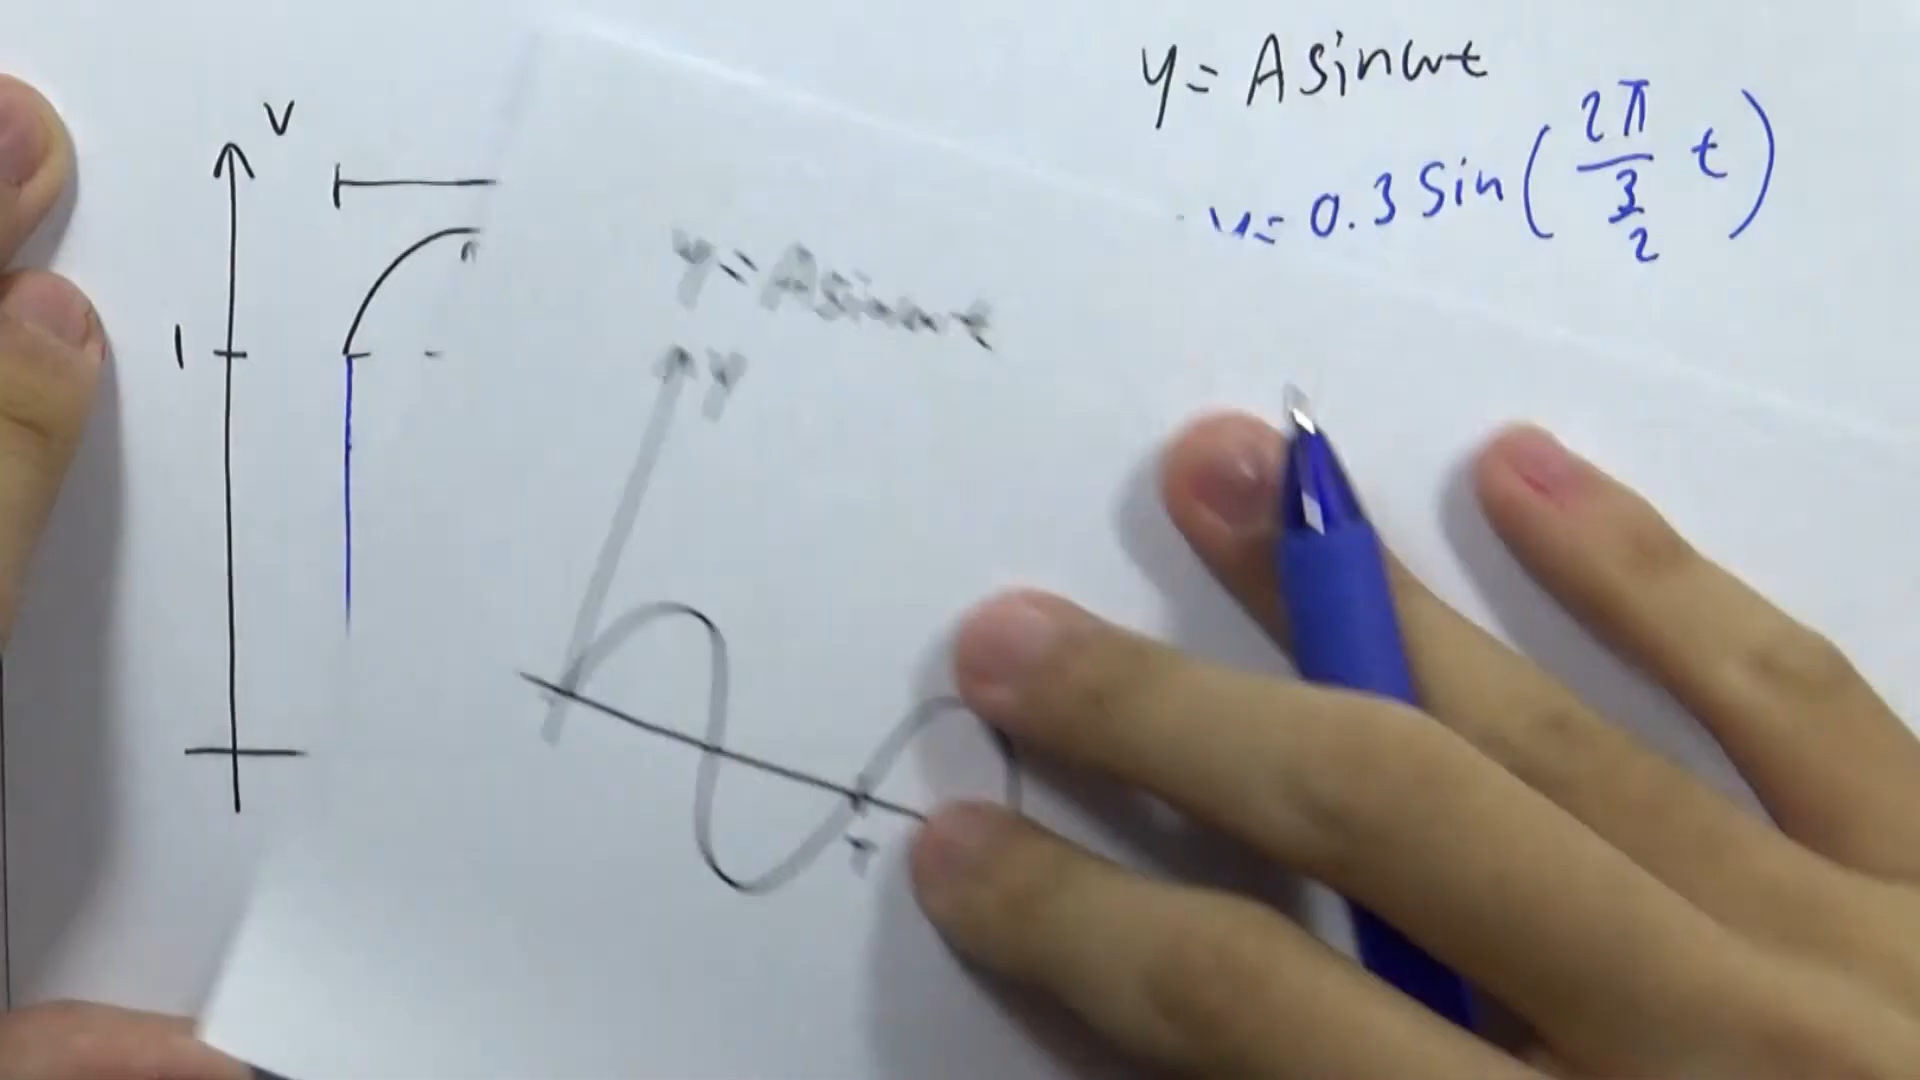 y = A sin ωt
y = 0.3 sin ( 2π / 3/2 t )
V
y = A sin ωt
y
1